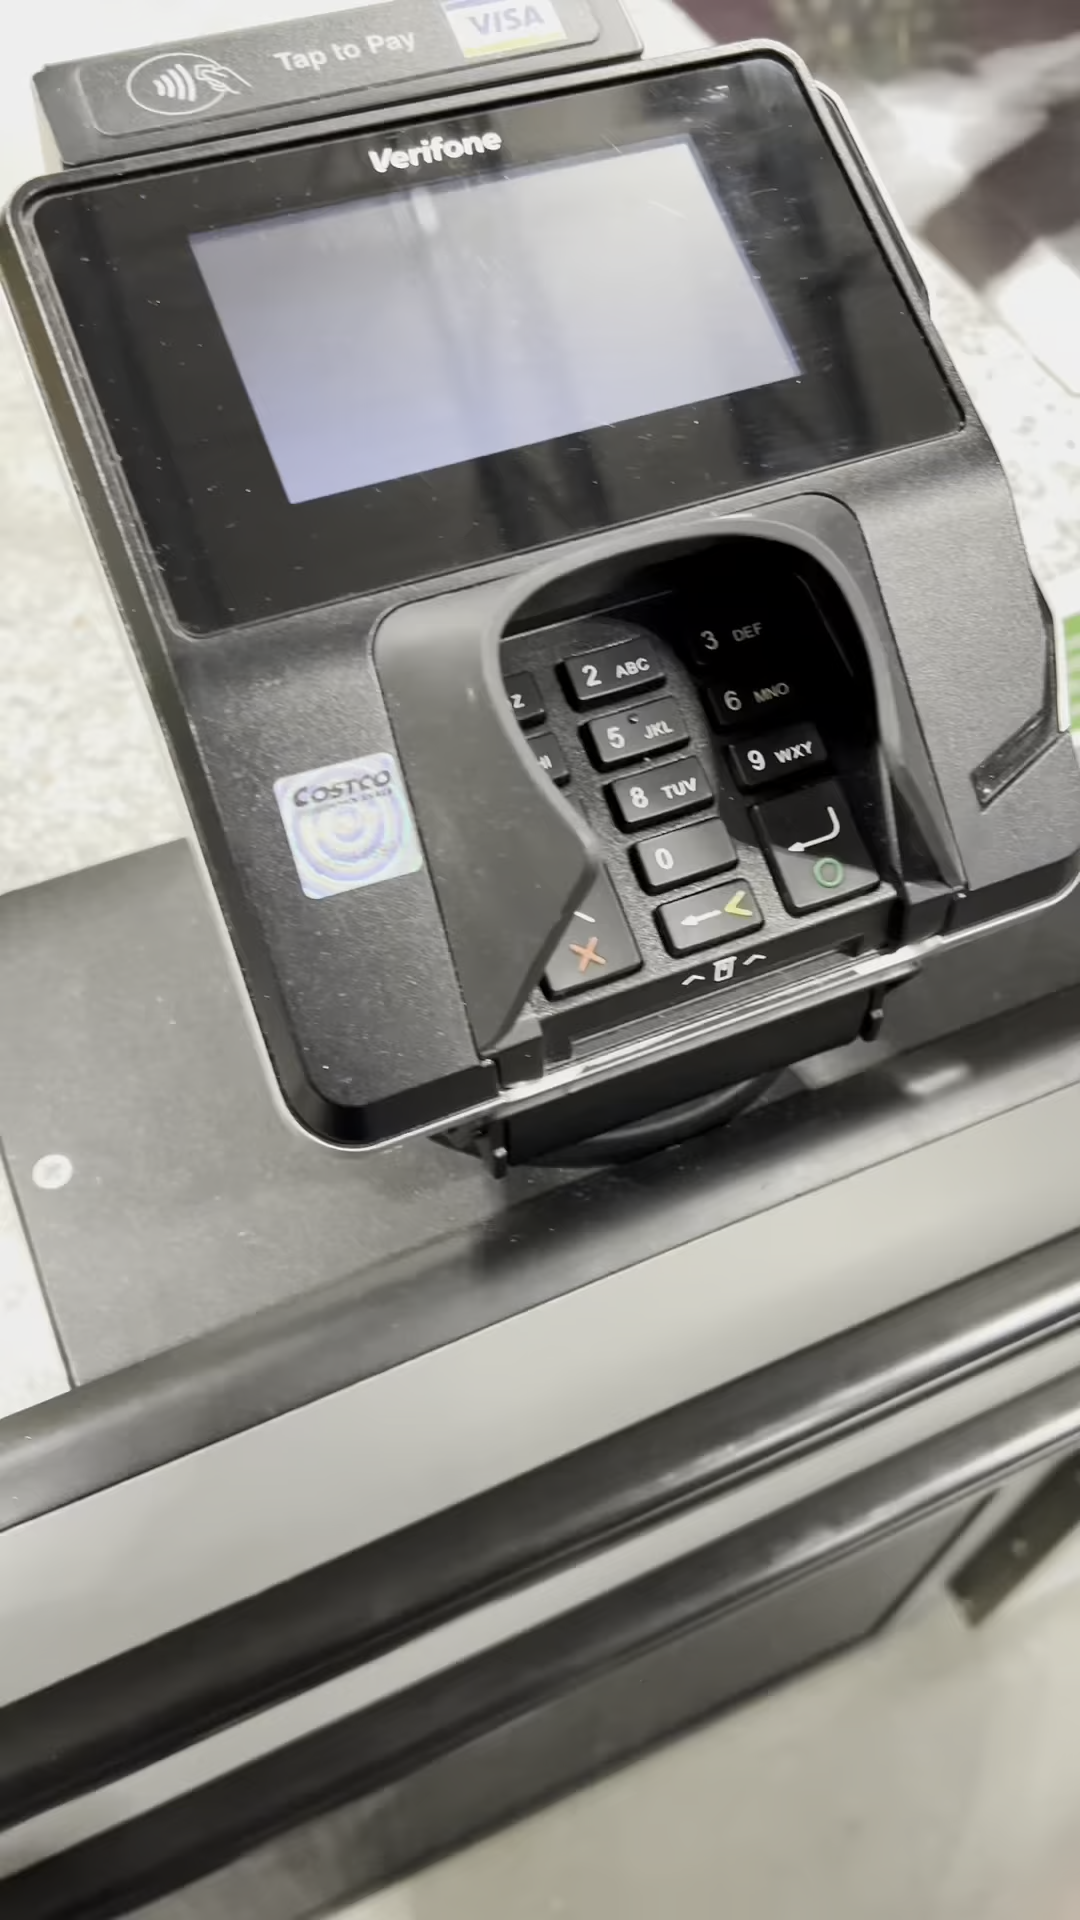 Tap to Pay
VISA
Verifone
2 ABC
3 DEF
5 JKL
6 MNO
8 TUV
9 WXY
0
COSTCO